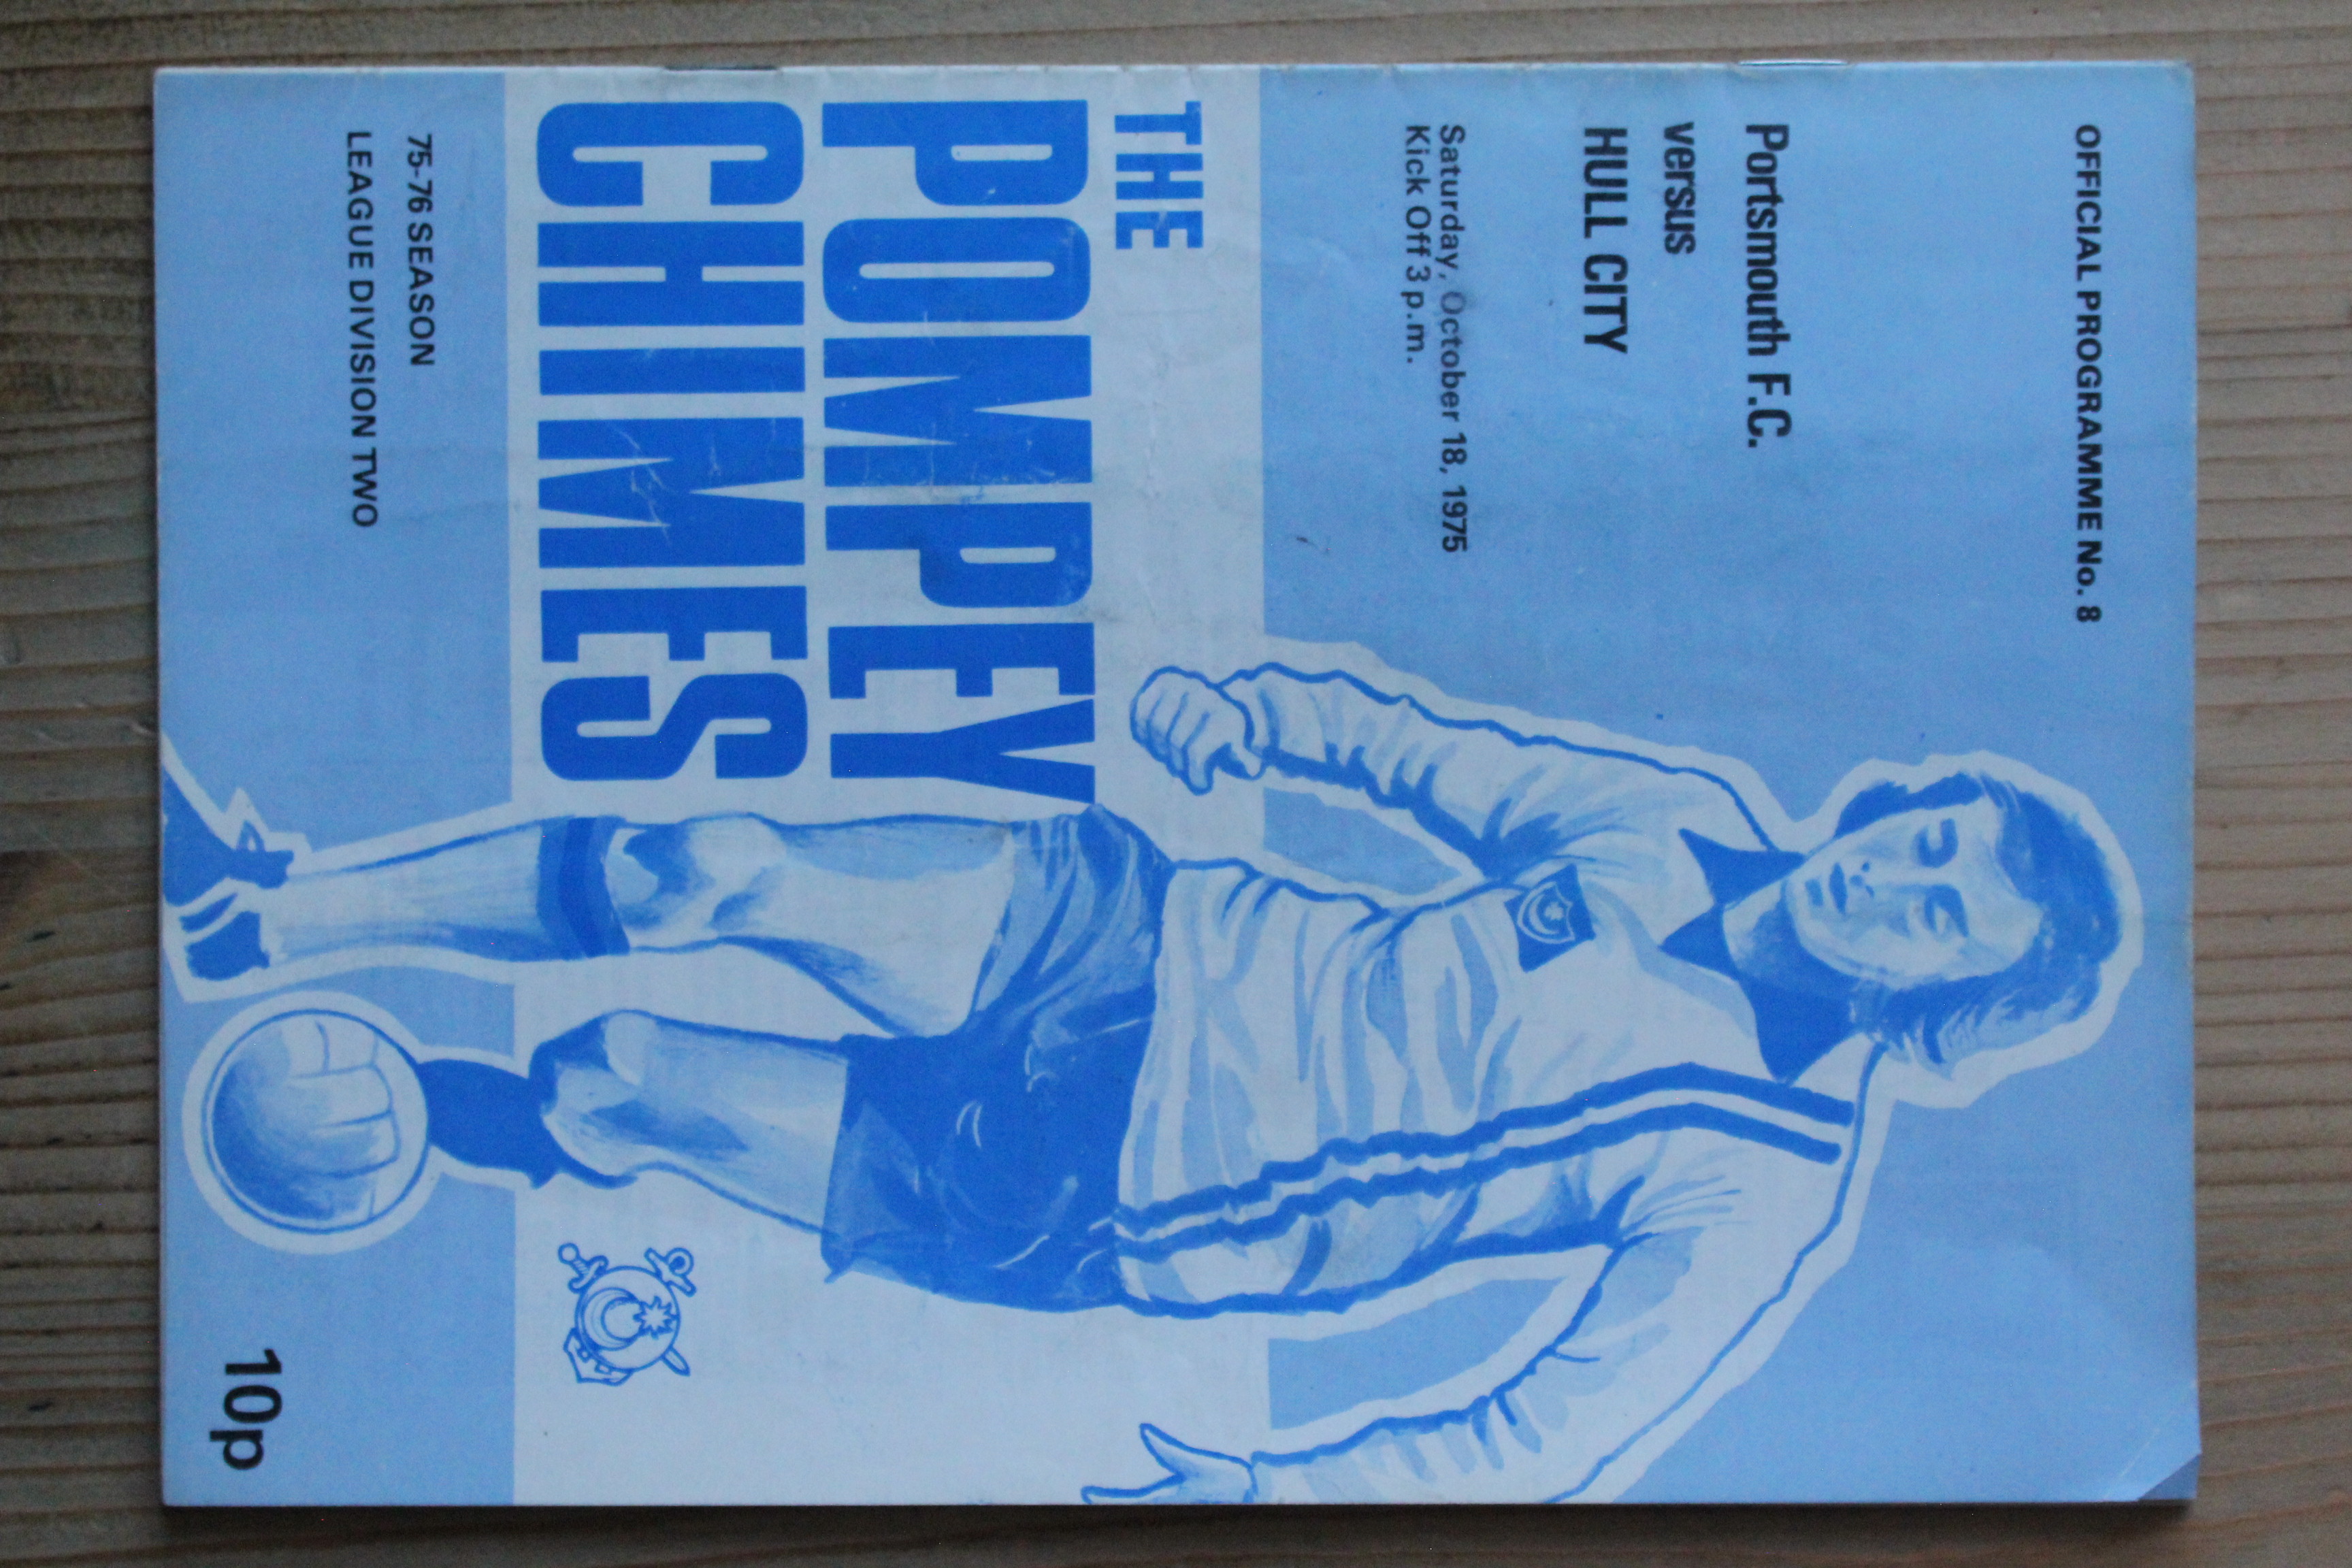 OFFICIAL PROGRAMME No. 8
Portsmouth F.C.
versus
HULL CITY
Saturday, October 18, 1975
Kick Off 3 p.m.
THE
POMPEY
CHIMES
75-76 SEASON
LEAGUE DIVISION TWO
10p